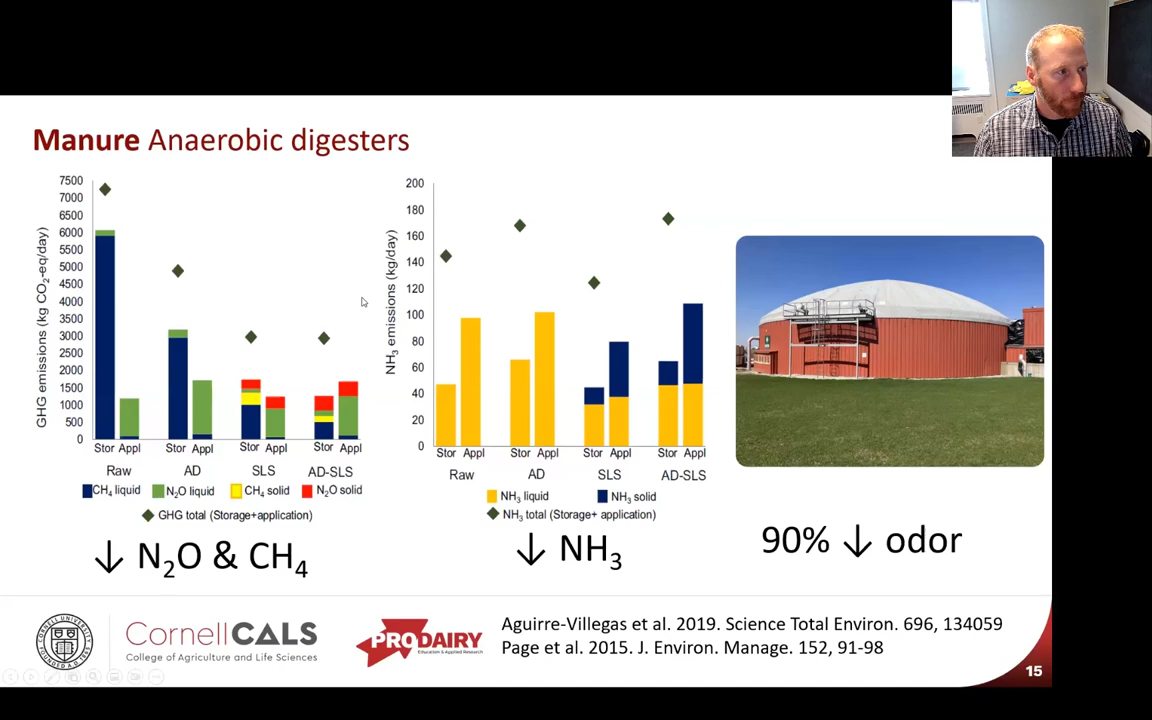 Manure Anaerobic digesters
GHG emissions (kg CO₂-eq/day)
7500
7000
6500
6000
5500
5000
4500
4000
3500
3000
2500
2000
1500
1000
500
0
Stor Appl Stor Appl Stor Appl Stor Appl
Raw AD SLS AD-SLS
CH₄ liquid N₂O liquid CH₄ solid N₂O solid
GHG total (Storage+application)
↓ N₂O & CH₄
NH₃ emissions (kg/day)
200
180
160
140
120
100
80
60
40
20
0
Stor Appl Stor Appl Stor Appl Stor Appl
Raw AD SLS AD-SLS
NH₃ liquid NH₃ solid
NH₃ total (Storage+ application)
↓ NH₃
90% ↓ odor
CornellCALS
College of Agriculture and Life Sciences
PRODAIRY
Education & Applied Research
Aguirre-Villegas et al. 2019. Science Total Environ. 696, 134059
Page et al. 2015. J. Environ. Manage. 152, 91-98
15